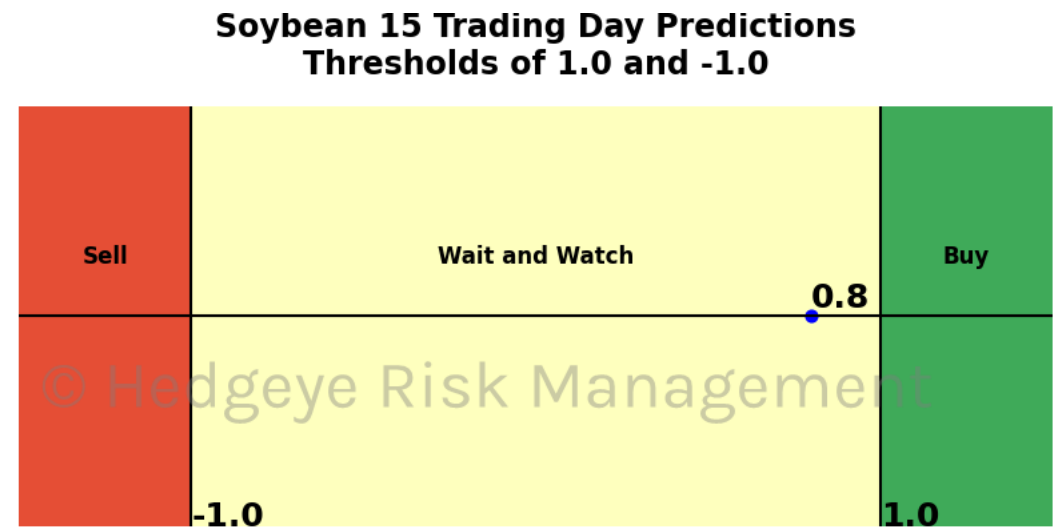 Soybean 15 Trading Day Predictions
Thresholds of 1.0 and -1.0
Sell
Wait and Watch
Buy
0.8
© Hedgeye Risk Management
-1.0
1.0